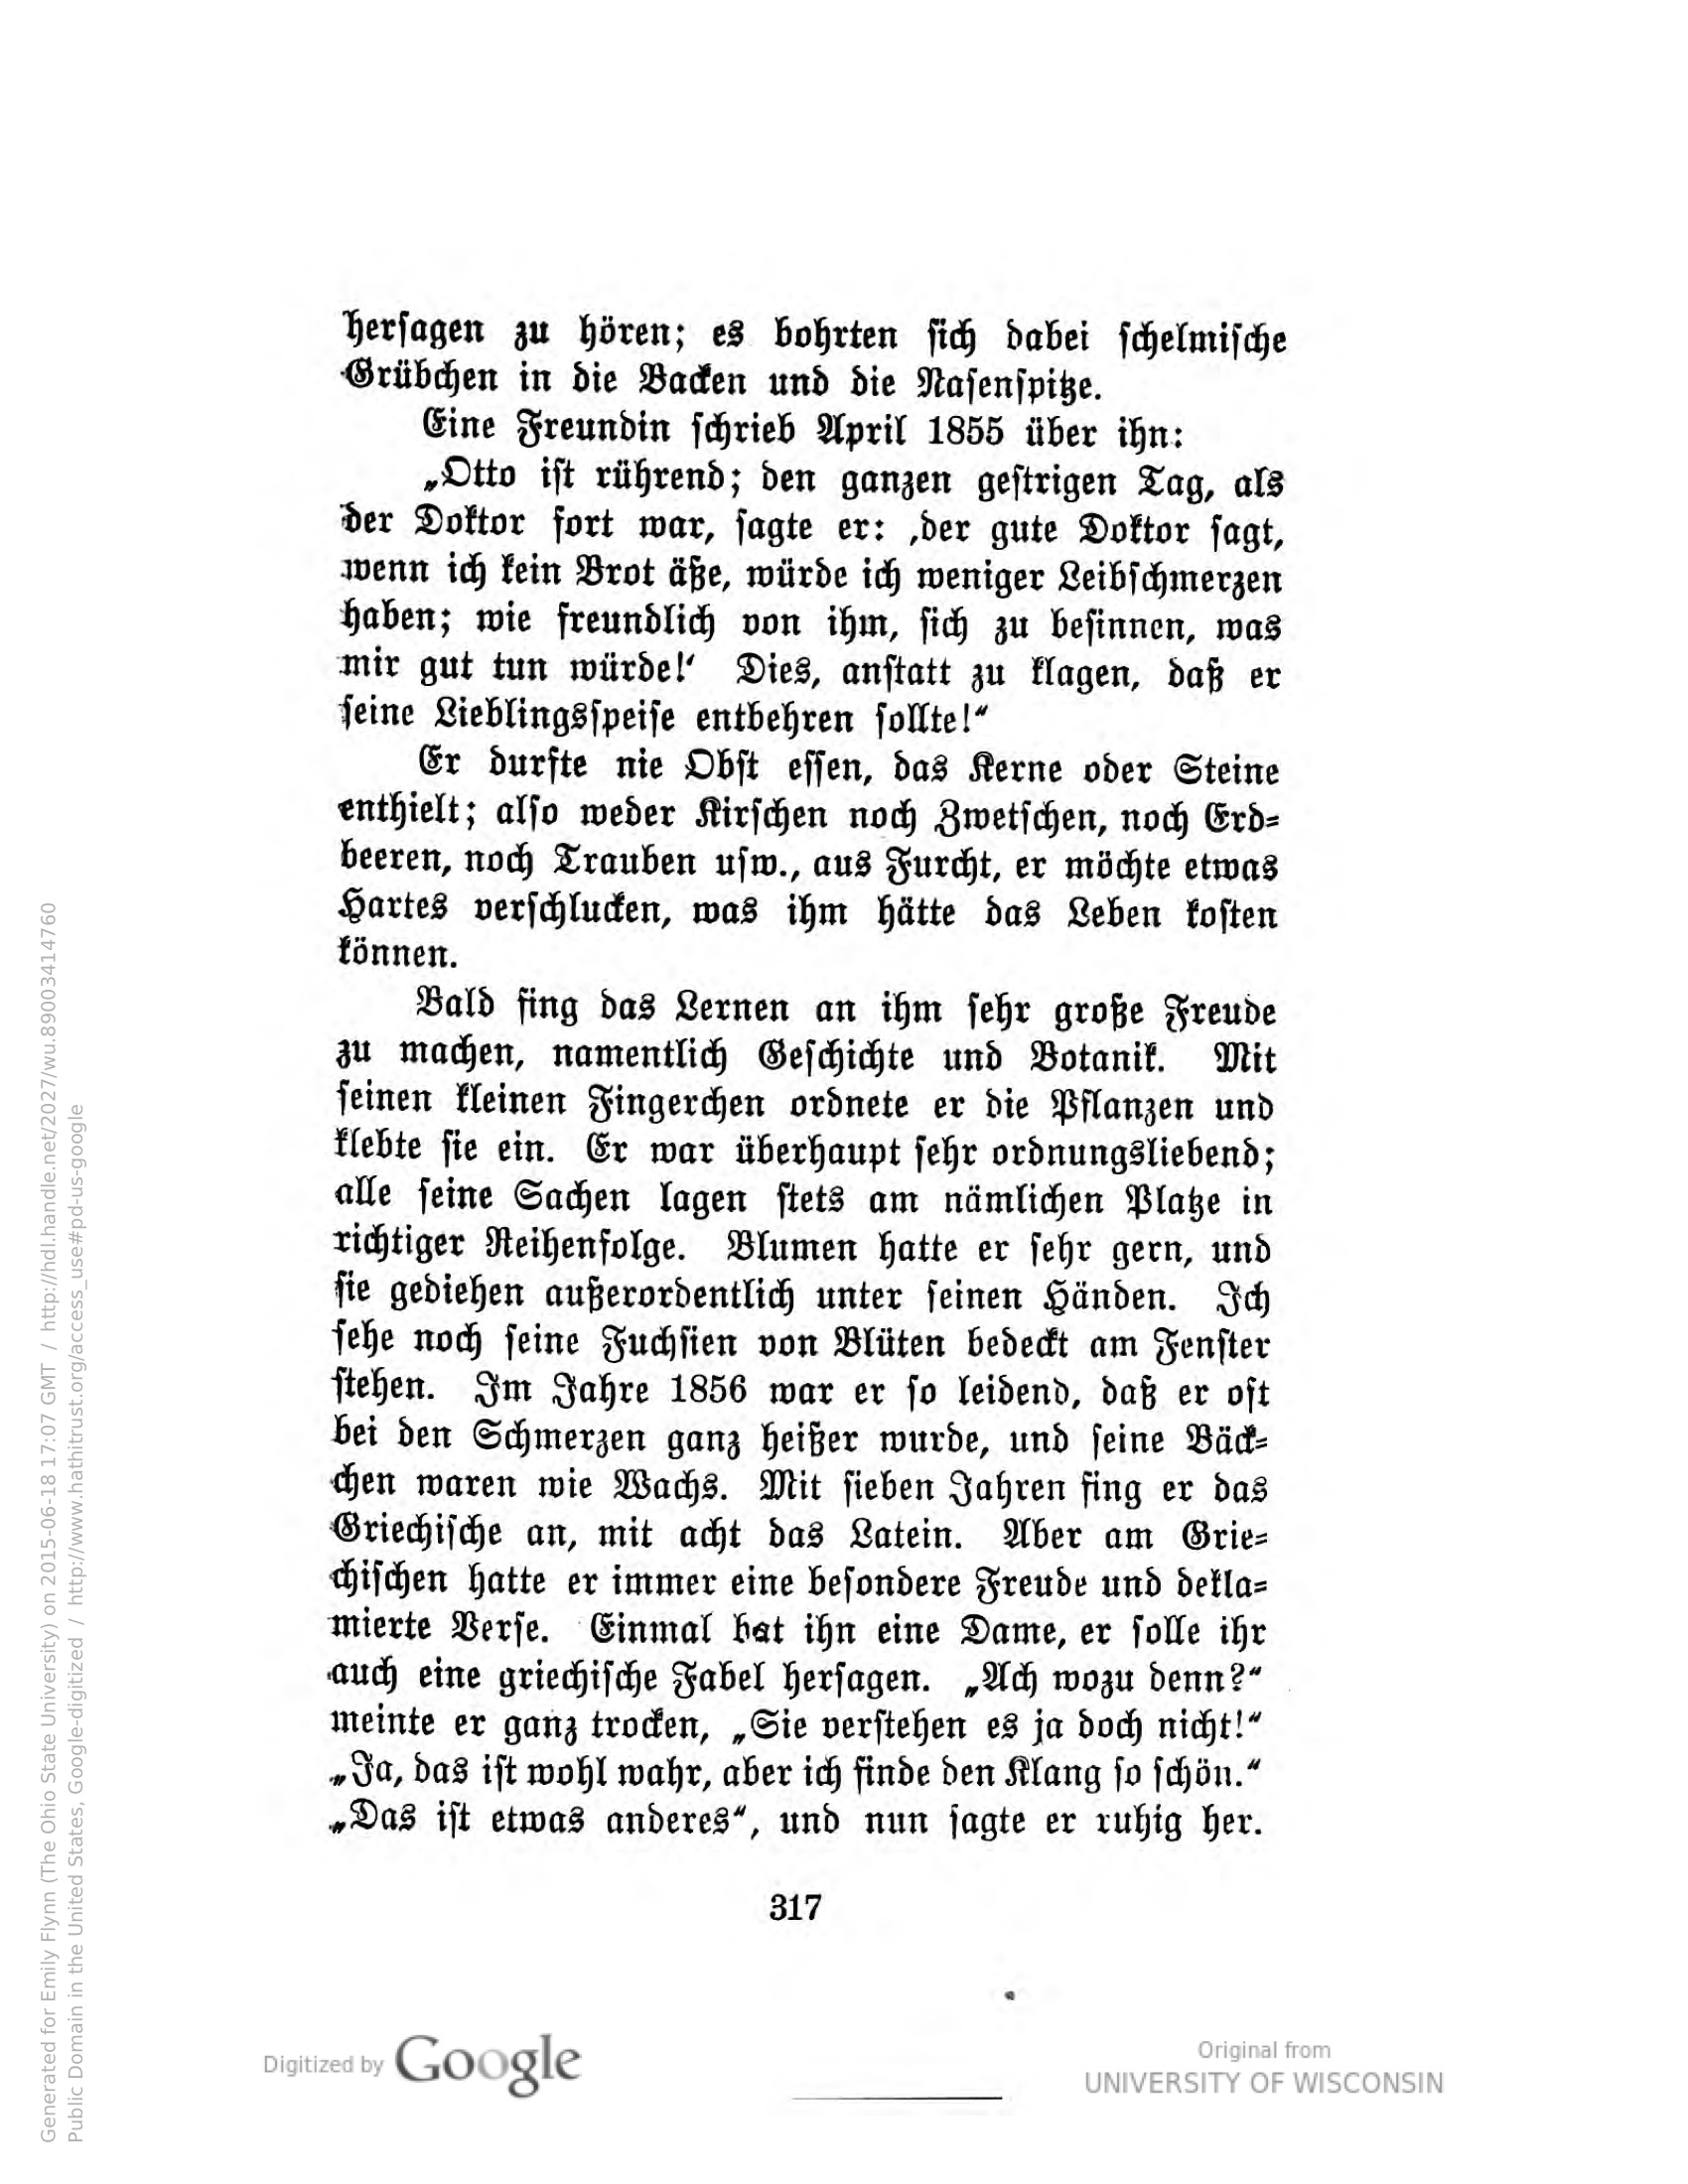 hersagen zu hören; es bohrten sich dabei schelmische
Grübchen in die Backen und die Nasenspitze.
Eine Freundin schrieb April 1855 über ihn:
„Otto ist rührend; den ganzen gestrigen Tag, als
der Doktor fort war, sagte er: ‚der gute Doktor sagt,
wenn ich kein Brot äße, würde ich weniger Leibschmerzen
haben; wie freundlich von ihm, sich zu besinnen, was
mir gut tun würde!‘ Dies, anstatt zu klagen, daß er
seine Lieblingsspeise entbehren sollte!“
Er durfte nie Obst essen, das Kerne oder Steine
enthielt; also weder Kirschen noch Zwetschen, noch Erd-
beeren, noch Trauben usw., aus Furcht, er möchte etwas
Hartes verschlucken, was ihm hätte das Leben kosten
können.
Bald fing das Lernen an ihm sehr große Freude
zu machen, namentlich Geschichte und Botanik. Mit
seinen kleinen Fingerchen ordnete er die Pflanzen und
klebte sie ein. Er war überhaupt sehr ordnungsliebend;
alle seine Sachen lagen stets am nämlichen Platze in
richtiger Reihenfolge. Blumen hatte er sehr gern, und
sie gediehen außerordentlich unter seinen Händen. Ich
sehe noch seine Fuchsien von Blüten bedeckt am Fenster
stehen. Im Jahre 1856 war er so leidend, daß er oft
bei den Schmerzen ganz heißer wurde, und seine Bäck-
chen waren wie Wachs. Mit sieben Jahren fing er das
Griechische an, mit acht das Latein. Aber am Grie-
chischen hatte er immer eine besondere Freude und dekla-
mierte Verse. Einmal bat ihn eine Dame, er solle ihr
auch eine griechische Fabel hersagen. „Ach wozu denn?“
meinte er ganz trocken, „Sie verstehen es ja doch nicht!“
„Ja, das ist wohl wahr, aber ich finde den Klang so schön.“
„Das ist etwas anderes“, und nun sagte er ruhig her.
317
Digitized by Google
Original from
UNIVERSITY OF WISCONSIN
Generated for Emily Flynn (The Ohio State University) on 2015-06-18 17:07 GMT / http://hdl.handle.net/2027/wu.89003414760
Public Domain in the United States, Google-digitized / http://www.hathitrust.org/access_use#pd-us-google